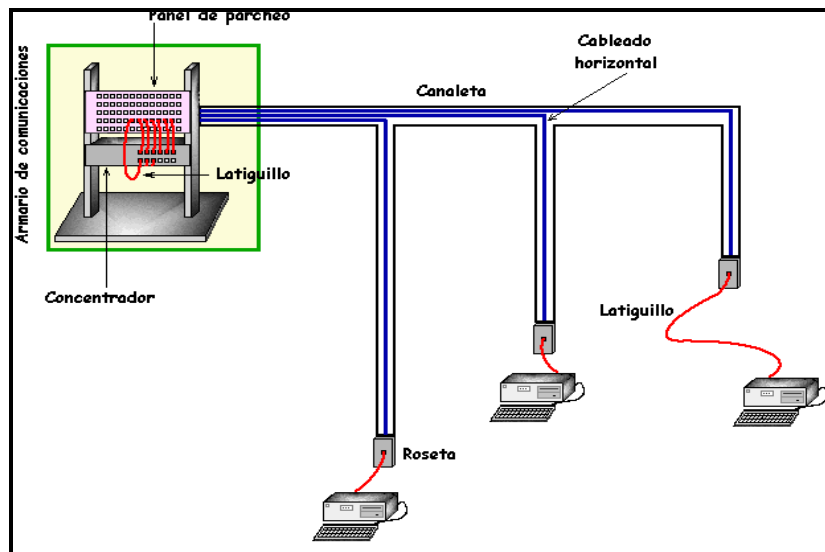 Panel de parcheo
Cableado
horizontal
Canaleta
Armario de comunicaciones
Latiguillo
Concentrador
Latiguillo
Roseta